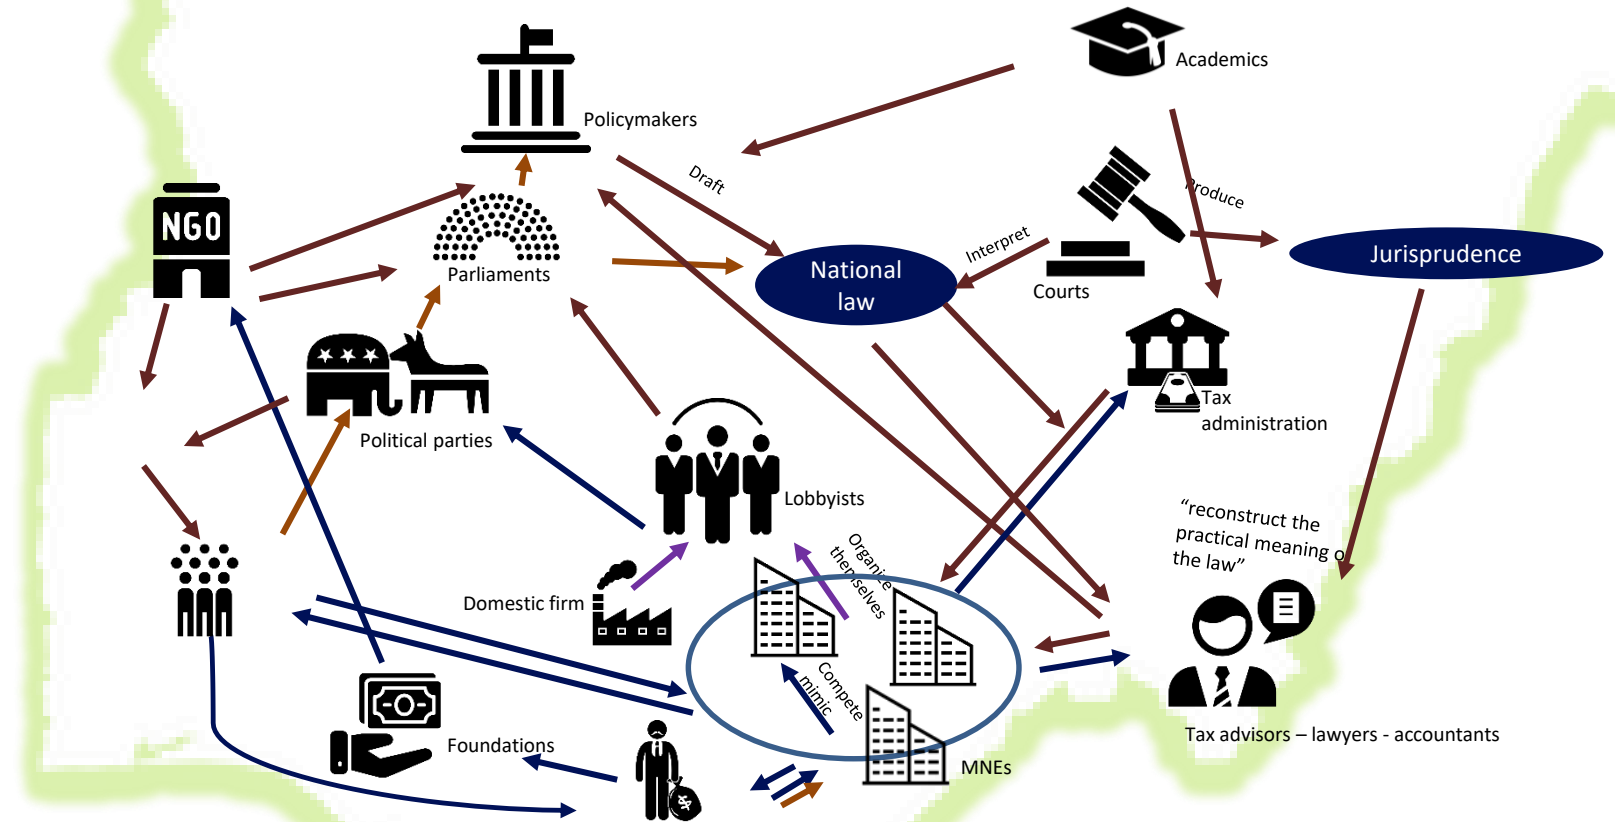 Academics
Policymakers
Draft
Produce
NGO
Interpret
Jurisprudence
National
law
Parliaments
Courts
Tax
administration
Political parties
Lobbyists
"reconstruct the
practical meaning o
the law"
Organize
themselves
Domestic firm
Compete
mimic
Foundations
Tax advisors – lawyers - accountants
MNEs
$